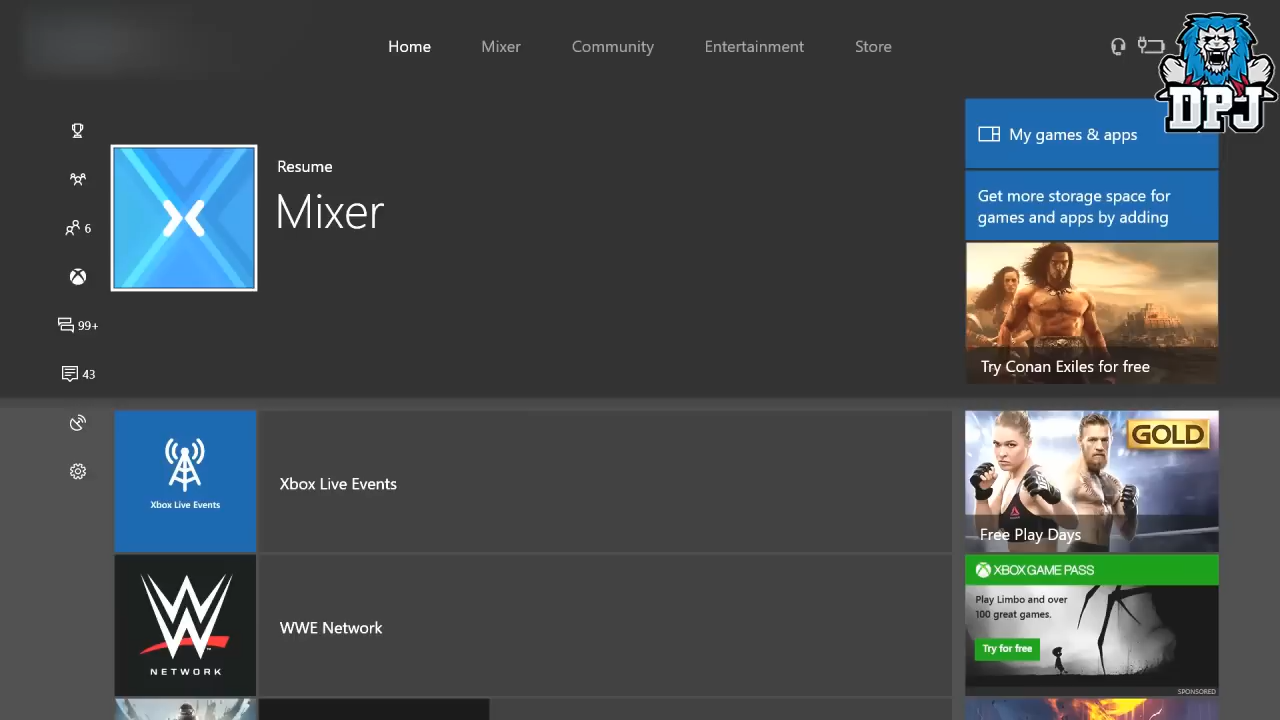 Home Mixer Community Entertainment Store
DPJ
My games & apps
Resume
Mixer
Get more storage space for
games and apps by adding
6
99+
43
Try Conan Exiles for free
Xbox Live Events
Xbox Live Events
GOLD
Free Play Days
W
NETWORK
WWE Network
XBOX GAME PASS
Play Limbo and over
100 great games.
Try for free
SPONSORED